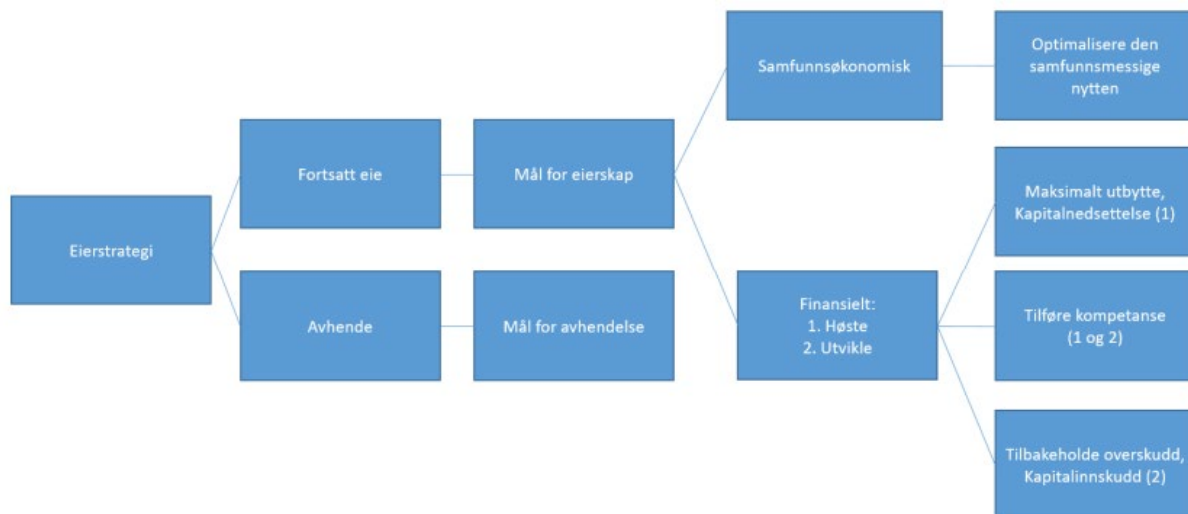 Eierstrategi
Fortsatt eie
Avhende
Mål for eierskap
Mål for avhendelse
Samfunnsøkonomisk
Finansielt:
1. Høste
2. Utvikle
Optimalisere den
samfunnsmessige
nytten
Maksimalt utbytte,
Kapitalnedsettelse (1)
Tilføre kompetanse
(1 og 2)
Tilbakeholde overskudd,
Kapitalinnskudd (2)